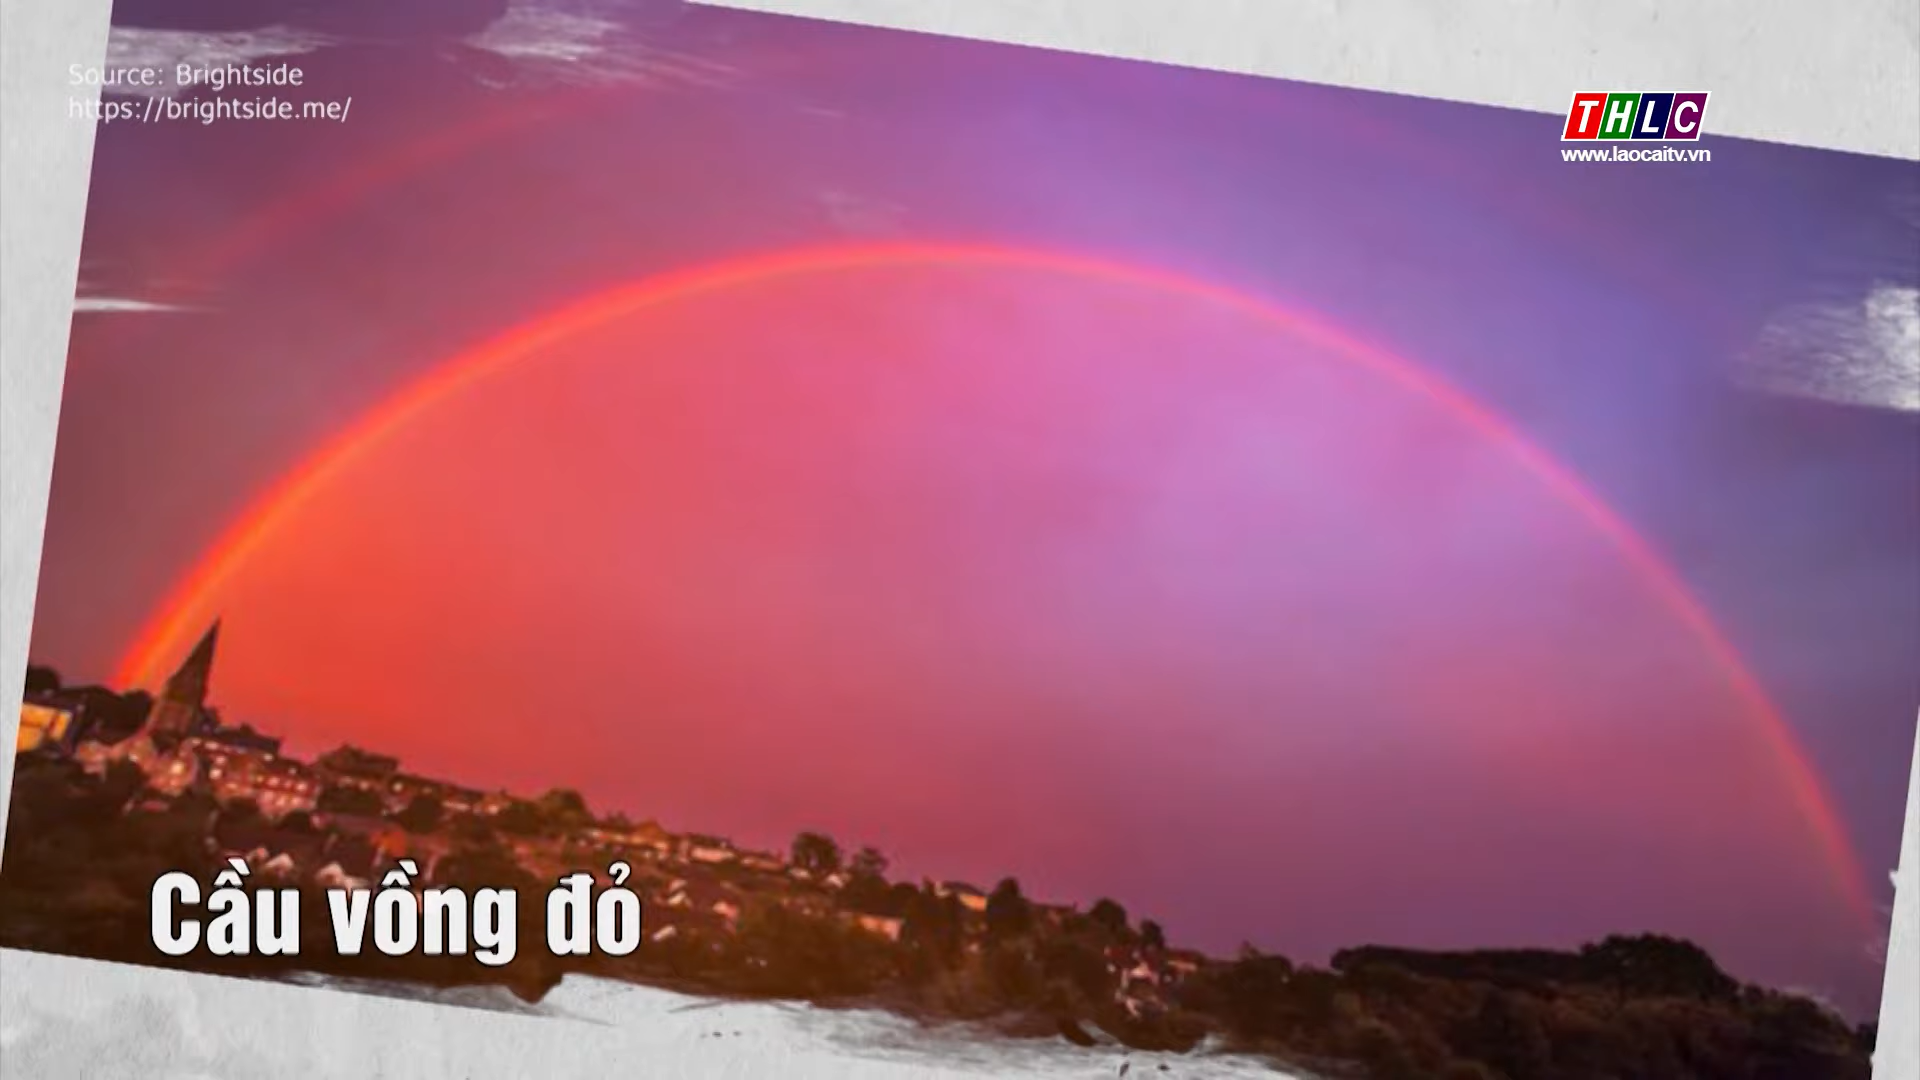 Source: Brightside
https://brightside.me/
THLC
www.laocaitv.vn
Cầu vồng đỏ